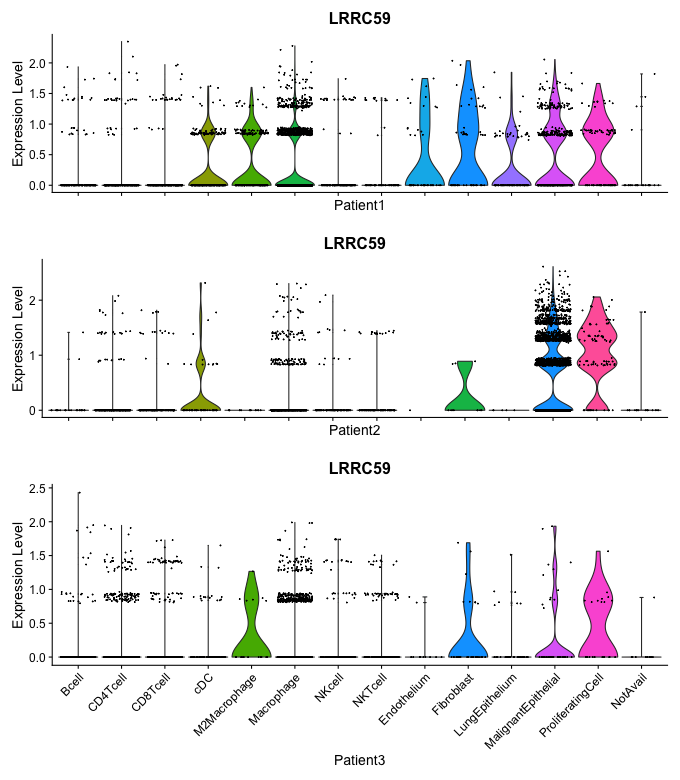 LRRC59
Expression Level
2.0
1.5
1.0
0.5
0.0
Patient1
LRRC59
Expression Level
2
1
0
Patient2
LRRC59
Expression Level
2.5
2.0
1.5
1.0
0.5
0.0
Bcell
CD4Tcell
CD8Tcell
cDC
M2Macrophage
Macrophage
NKcell
NKTcell
Endothelium
Fibroblast
LungEpithelium
MalignantEpithelial
ProliferatingCell
NotAvail
Patient3